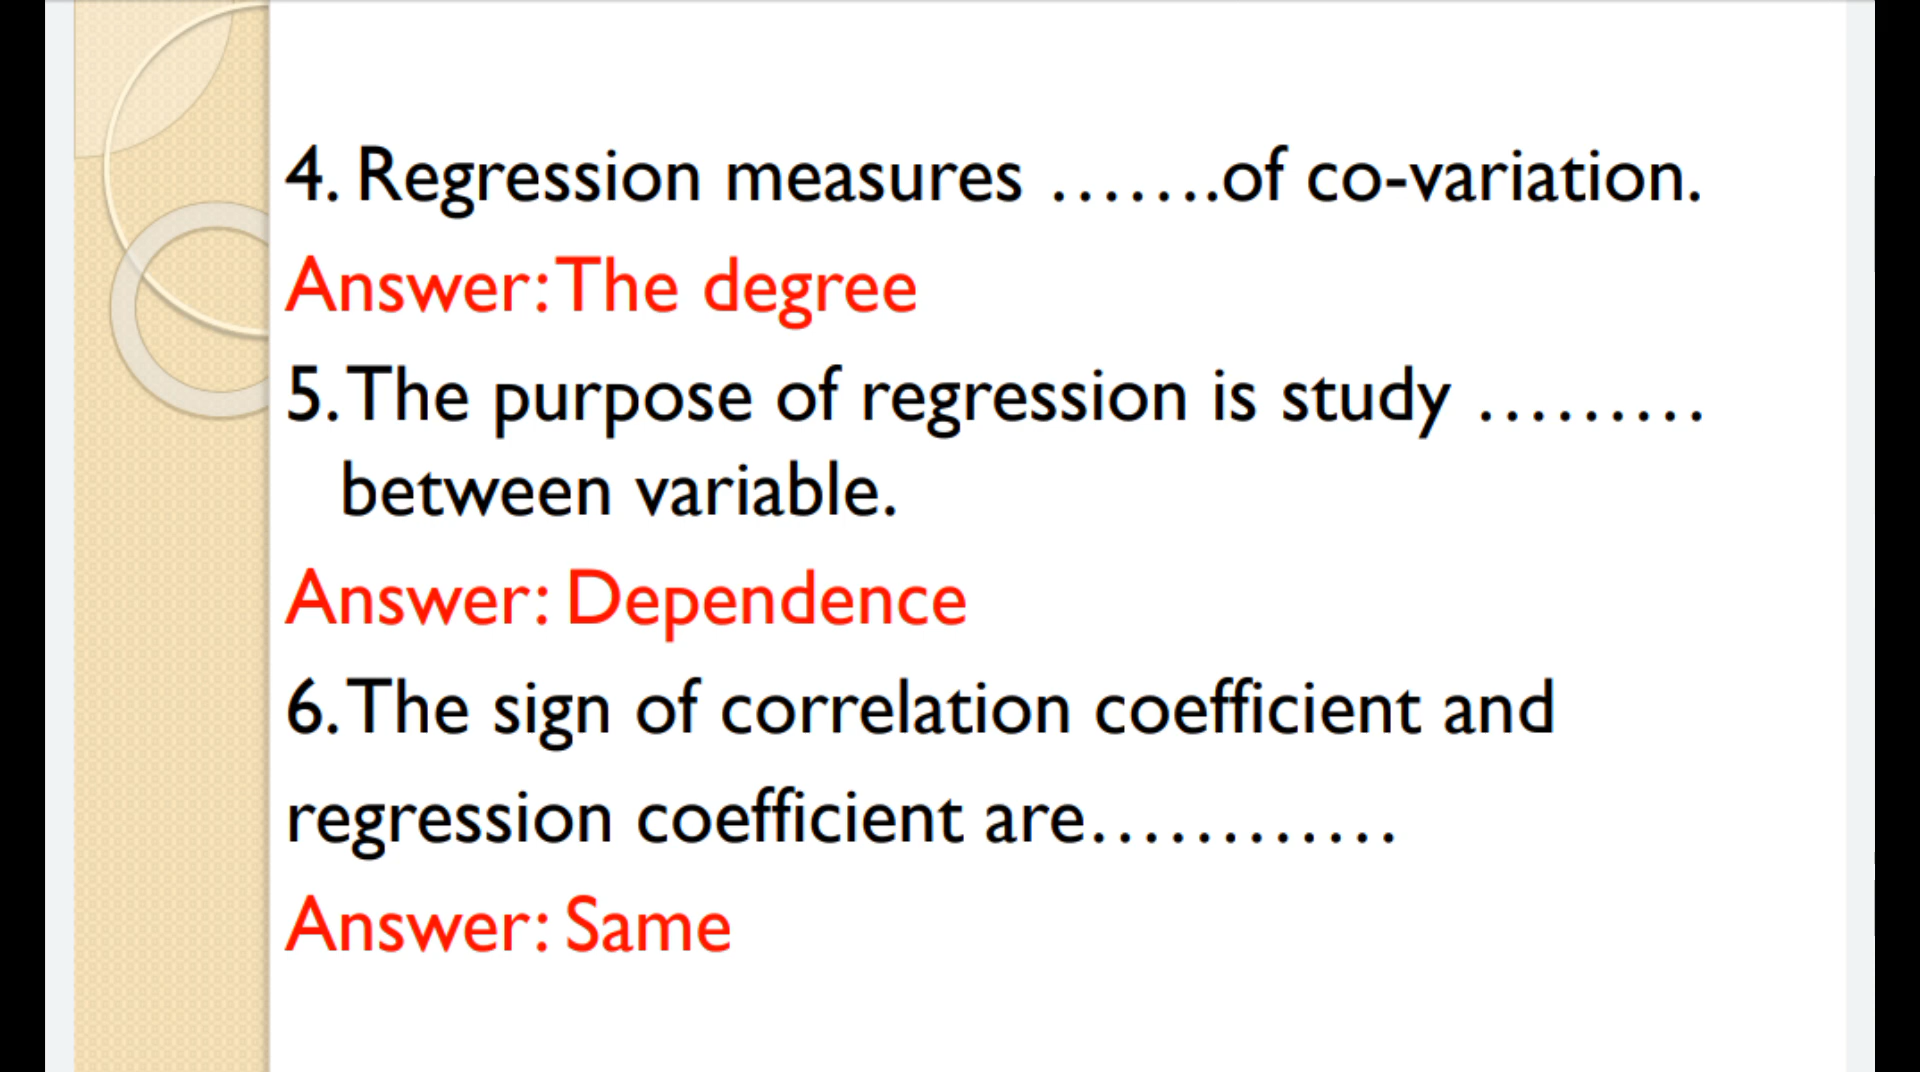 4. Regression measures …….of co-variation.
Answer: The degree
5. The purpose of regression is study ………
between variable.
Answer: Dependence
6. The sign of correlation coefficient and
regression coefficient are…………
Answer: Same